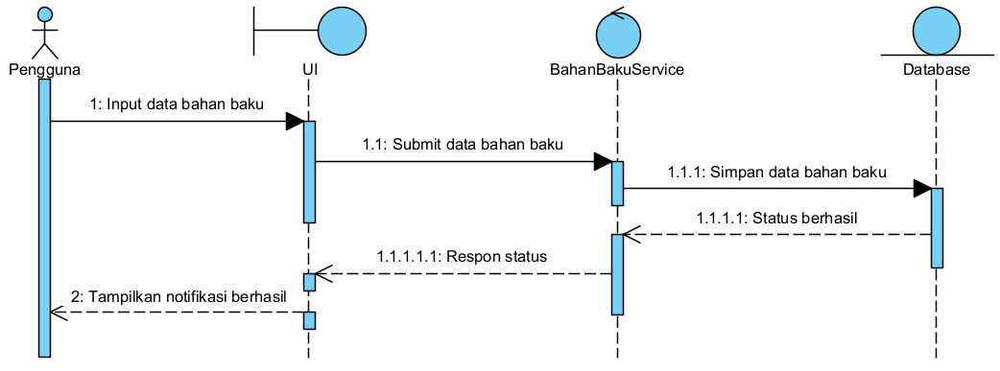 Pengguna
UI
BahanBakuService
Database
1: Input data bahan baku
1.1: Submit data bahan baku
1.1.1: Simpan data bahan baku
1.1.1.1: Status berhasil
1.1.1.1.1: Respon status
2: Tampilkan notifikasi berhasil